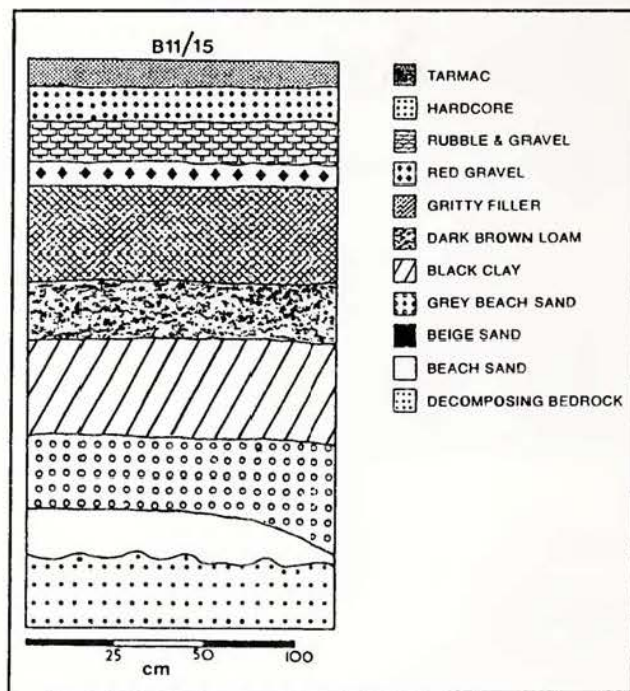 B11/15
TARMAC
HARDCORE
RUBBLE & GRAVEL
RED GRAVEL
GRITTY FILLER
DARK BROWN LOAM
BLACK CLAY
GREY BEACH SAND
BEIGE SAND
BEACH SAND
DECOMPOSING BEDROCK
25 50 100
cm